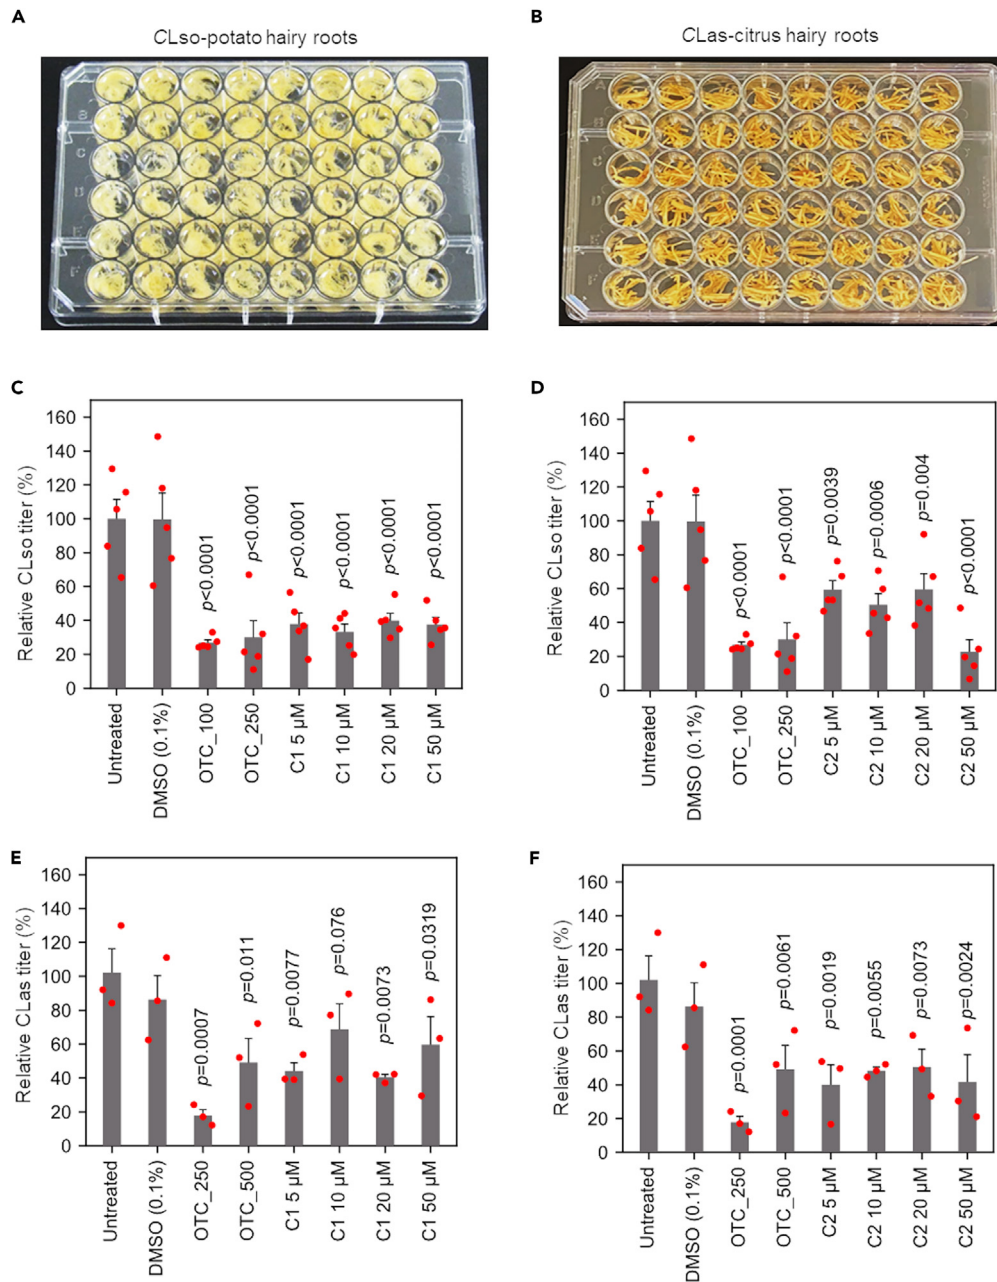 A
CLso-potato hairy roots
B
CLas-citrus hairy roots
C
Relative CLso titer (%)
160
140
120
100
80
60
40
20
0
p<0.0001
p<0.0001
p<0.0001
p<0.0001
p<0.0001
p<0.0001
Untreated
DMSO (0.1%)
OTC_100
OTC_250
C1 5 µM
C1 10 µM
C1 20 µM
C1 50 µM
D
Relative CLso titer (%)
160
140
120
100
80
60
40
20
0
p<0.0001
p<0.0001
p=0.0039
p=0.0006
p=0.004
p<0.0001
Untreated
DMSO (0.1%)
OTC_100
OTC_250
C2 5 µM
C2 10 µM
C2 20 µM
C2 50 µM
E
Relative CLas titer (%)
160
140
120
100
80
60
40
20
0
p=0.0007
p=0.011
p=0.0077
p=0.076
p=0.0073
p=0.0319
Untreated
DMSO (0.1%)
OTC_250
OTC_500
C1 5 µM
C1 10 µM
C1 20 µM
C1 50 µM
F
Relative CLas titer (%)
160
140
120
100
80
60
40
20
0
p=0.0001
p=0.0061
p=0.0019
p=0.0055
p=0.0073
p=0.0024
Untreated
DMSO (0.1%)
OTC_250
OTC_500
C2 5 µM
C2 10 µM
C2 20 µM
C2 50 µM